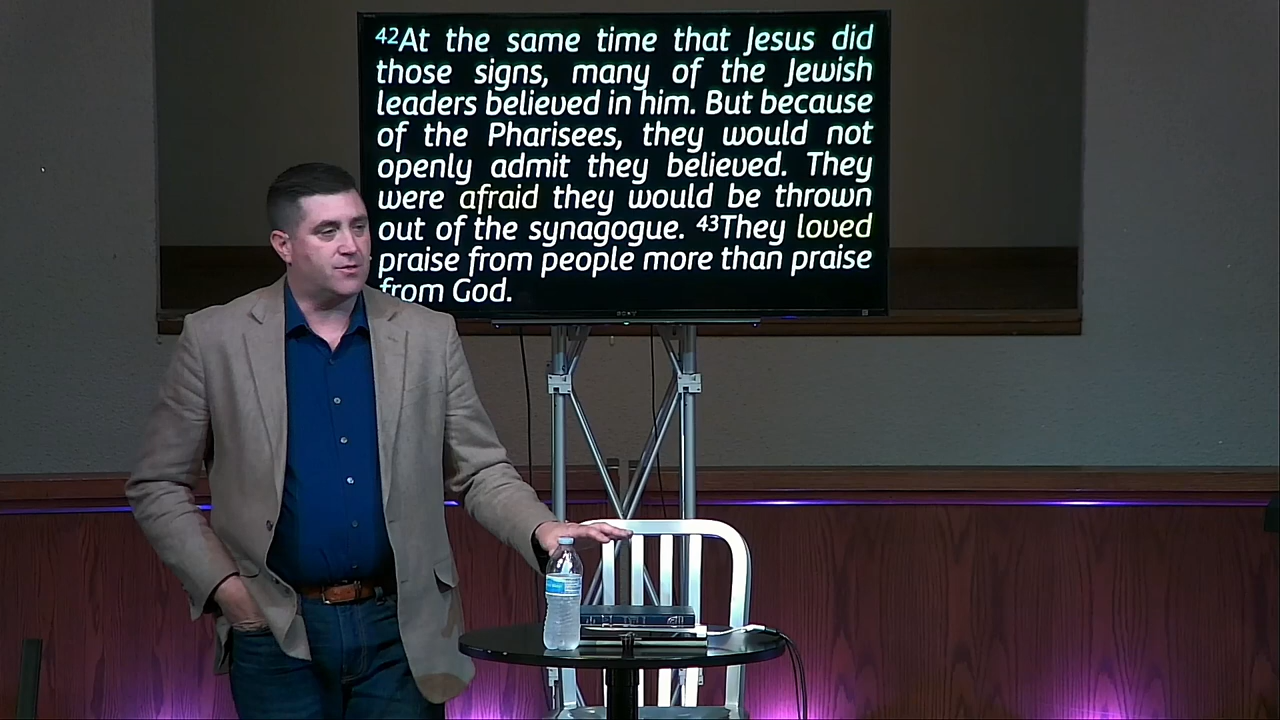 ⁴²At the same time that Jesus did
those signs, many of the Jewish
leaders believed in him. But because
of the Pharisees, they would not
openly admit they believed. They
were afraid they would be thrown
out of the synagogue. ⁴³They loved
praise from people more than praise
from God.
SONY